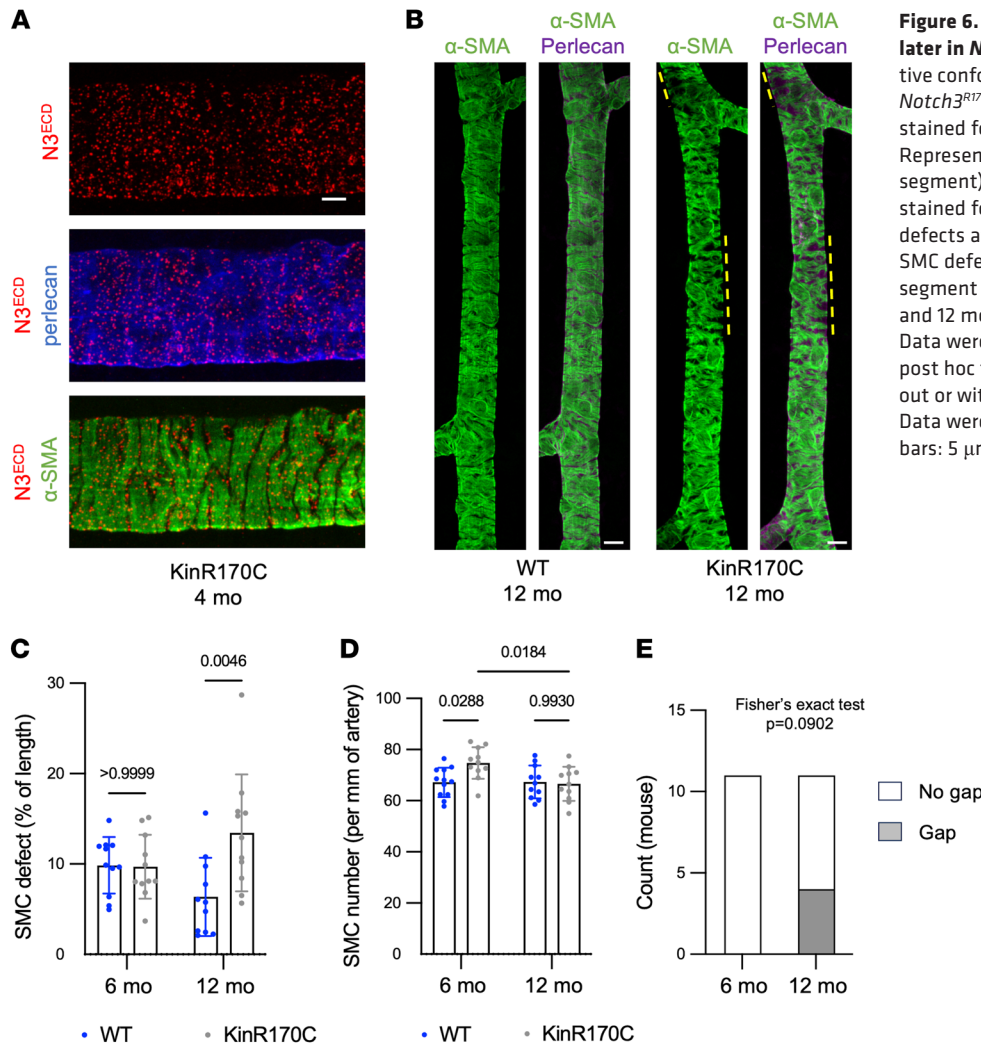 A
N3ECD
N3ECD
perlecan
N3ECD
α-SMA
KinR170C
4 mo
B
α-SMA
α-SMA
Perlecan
α-SMA
α-SMA
Perlecan
WT
12 mo
KinR170C
12 mo
Figure 6.
later in N
tive confo
Notch3R17
stained fo
Represen
segment)
stained fo
defects a
SMC defe
segment
and 12 mo
Data were
post hoc
out or wit
Data were
bars: 5 μm
C
SMC defect (% of length)
30
20
10
0
>0.9999
0.0046
6 mo
12 mo
WT
KinR170C
D
SMC number (per mm of artery)
100
80
60
40
20
0
0.0184
0.0288
0.9930
6 mo
12 mo
WT
KinR170C
E
Count (mouse)
15
10
5
0
Fisher's exact test
p=0.0902
6 mo
12 mo
No gap
Gap